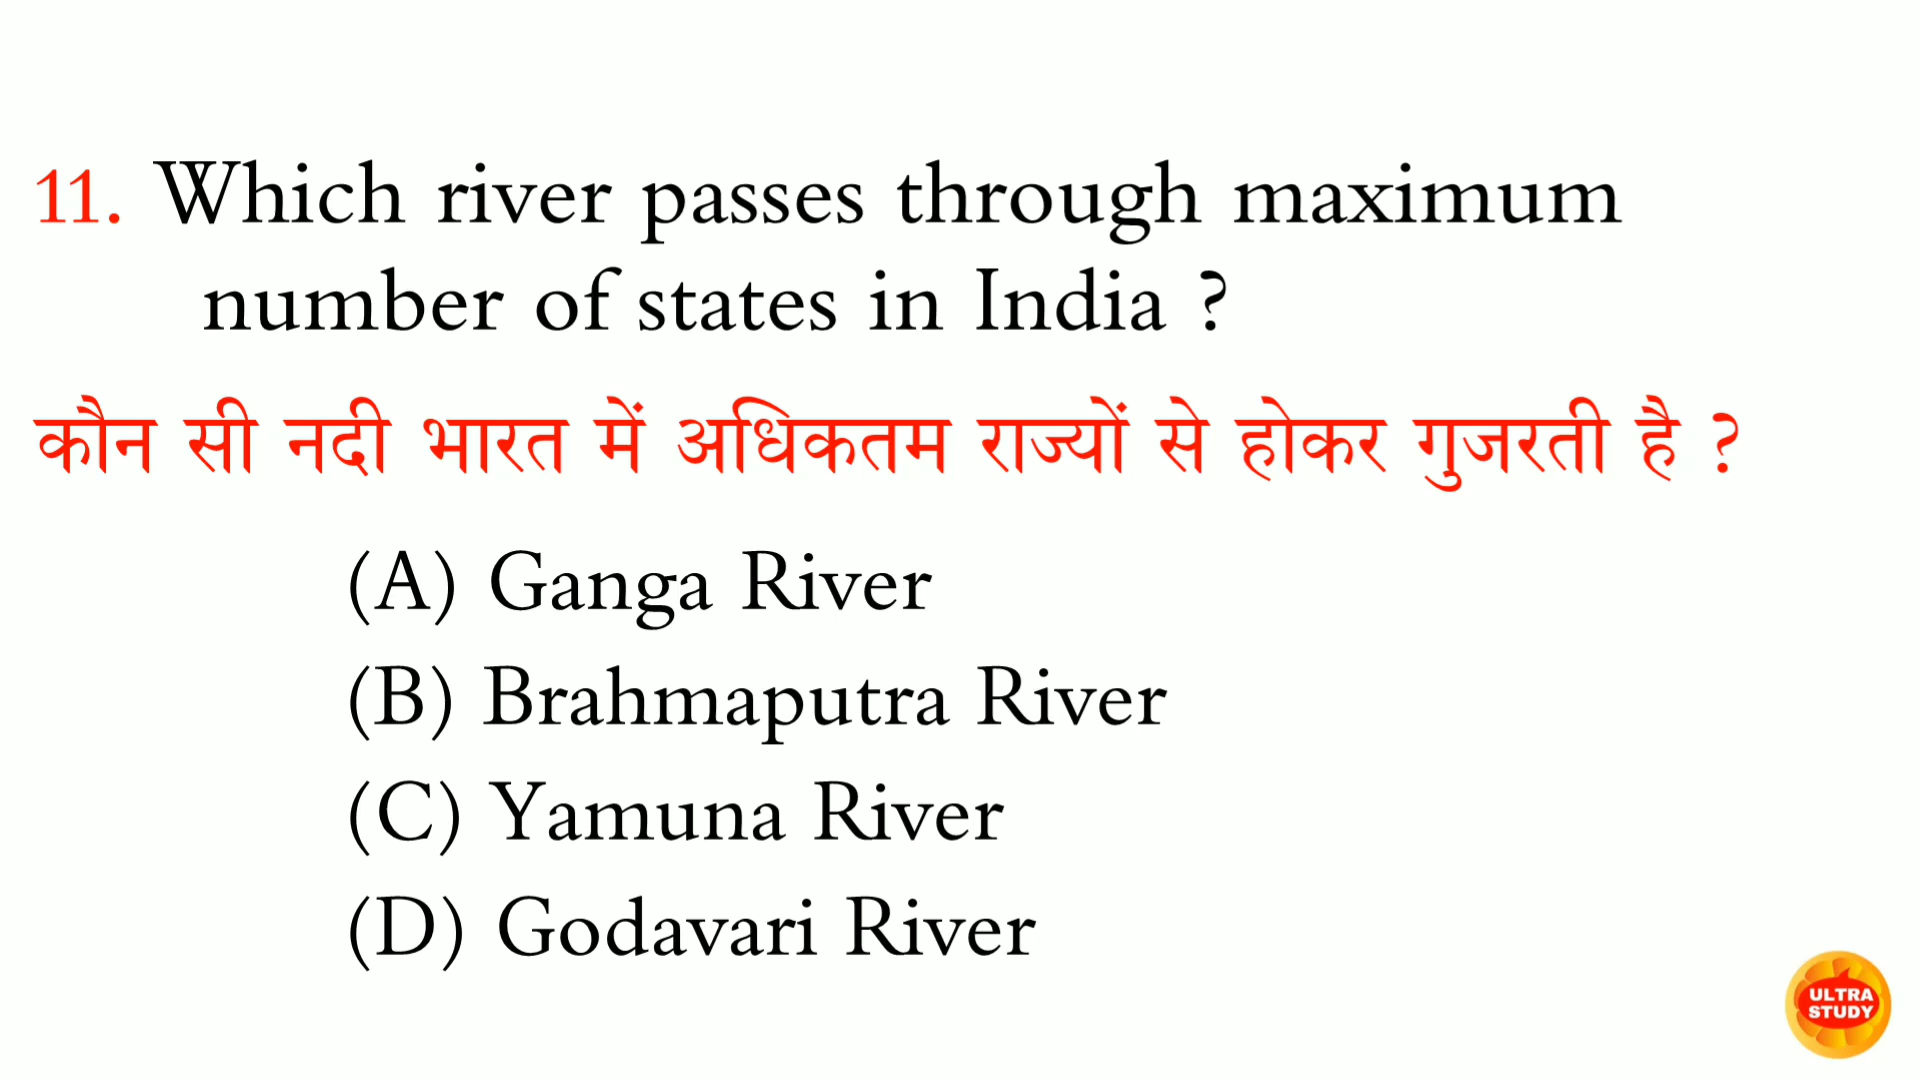 11. Which river passes through maximum
number of states in India ?
कौन सी नदी भारत में अधिकतम राज्यों से होकर गुजरती है ?
(A) Ganga River
(B) Brahmaputra River
(C) Yamuna River
(D) Godavari River
ULTRA
STUDY